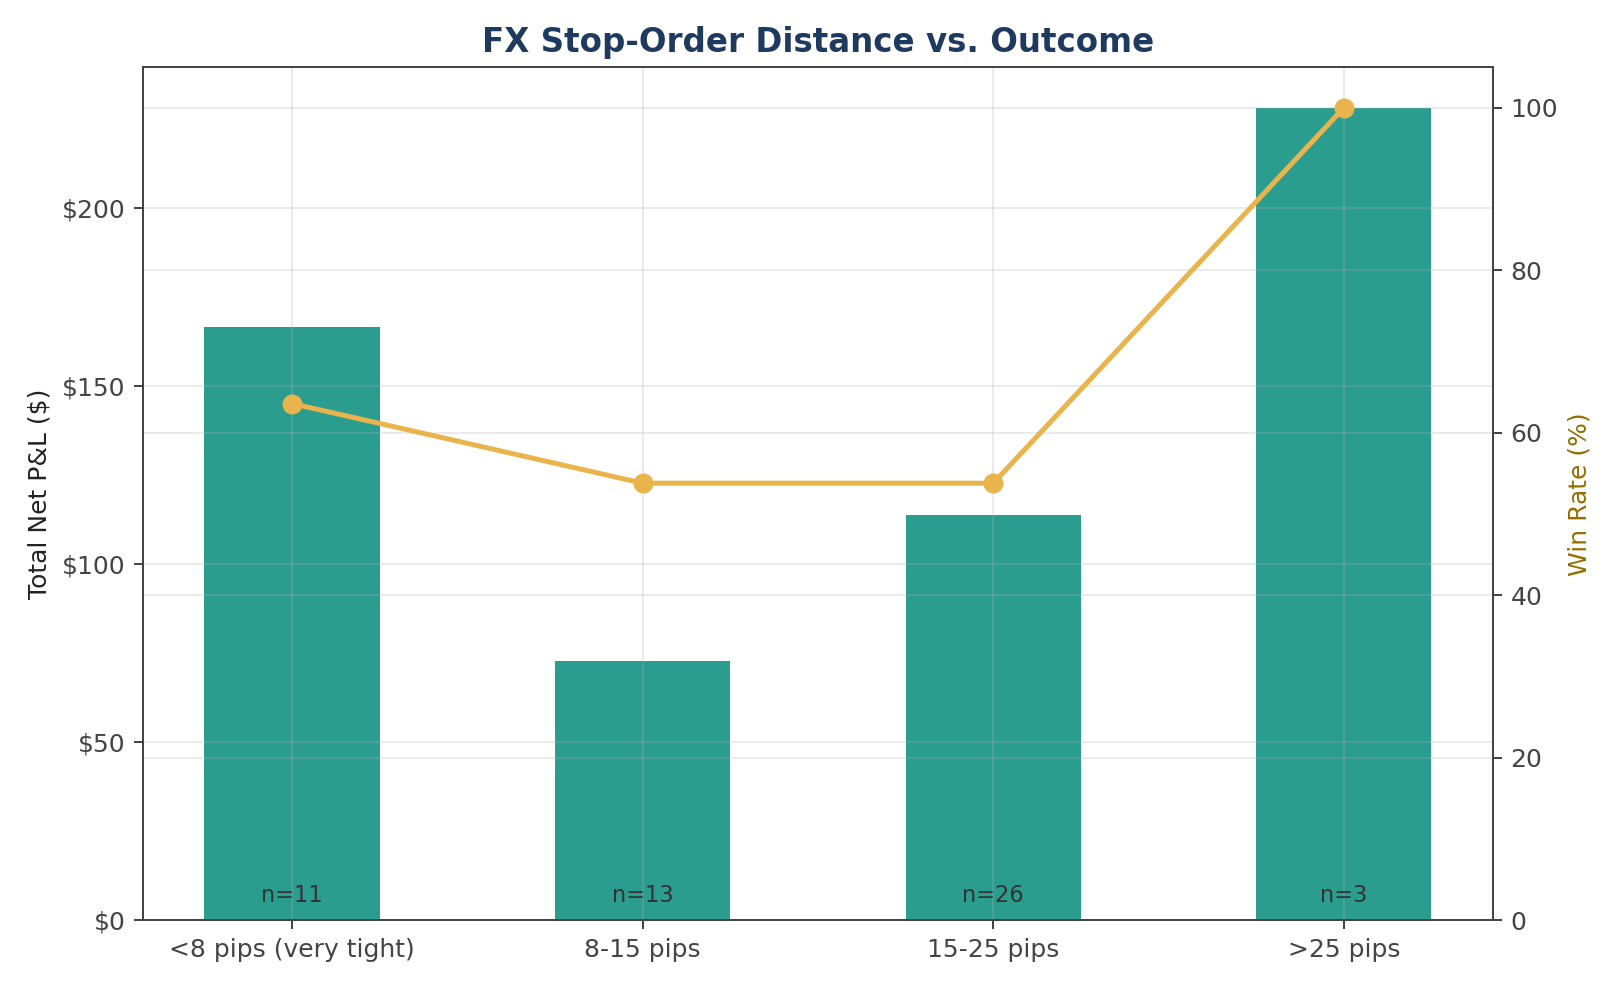 FX Stop-Order Distance vs. Outcome
Total Net P&L ($)
$200
$150
$100
$50
$0
100
80
60
40
20
0
Win Rate (%)
n=11
n=13
n=26
n=3
<8 pips (very tight)
8-15 pips
15-25 pips
>25 pips